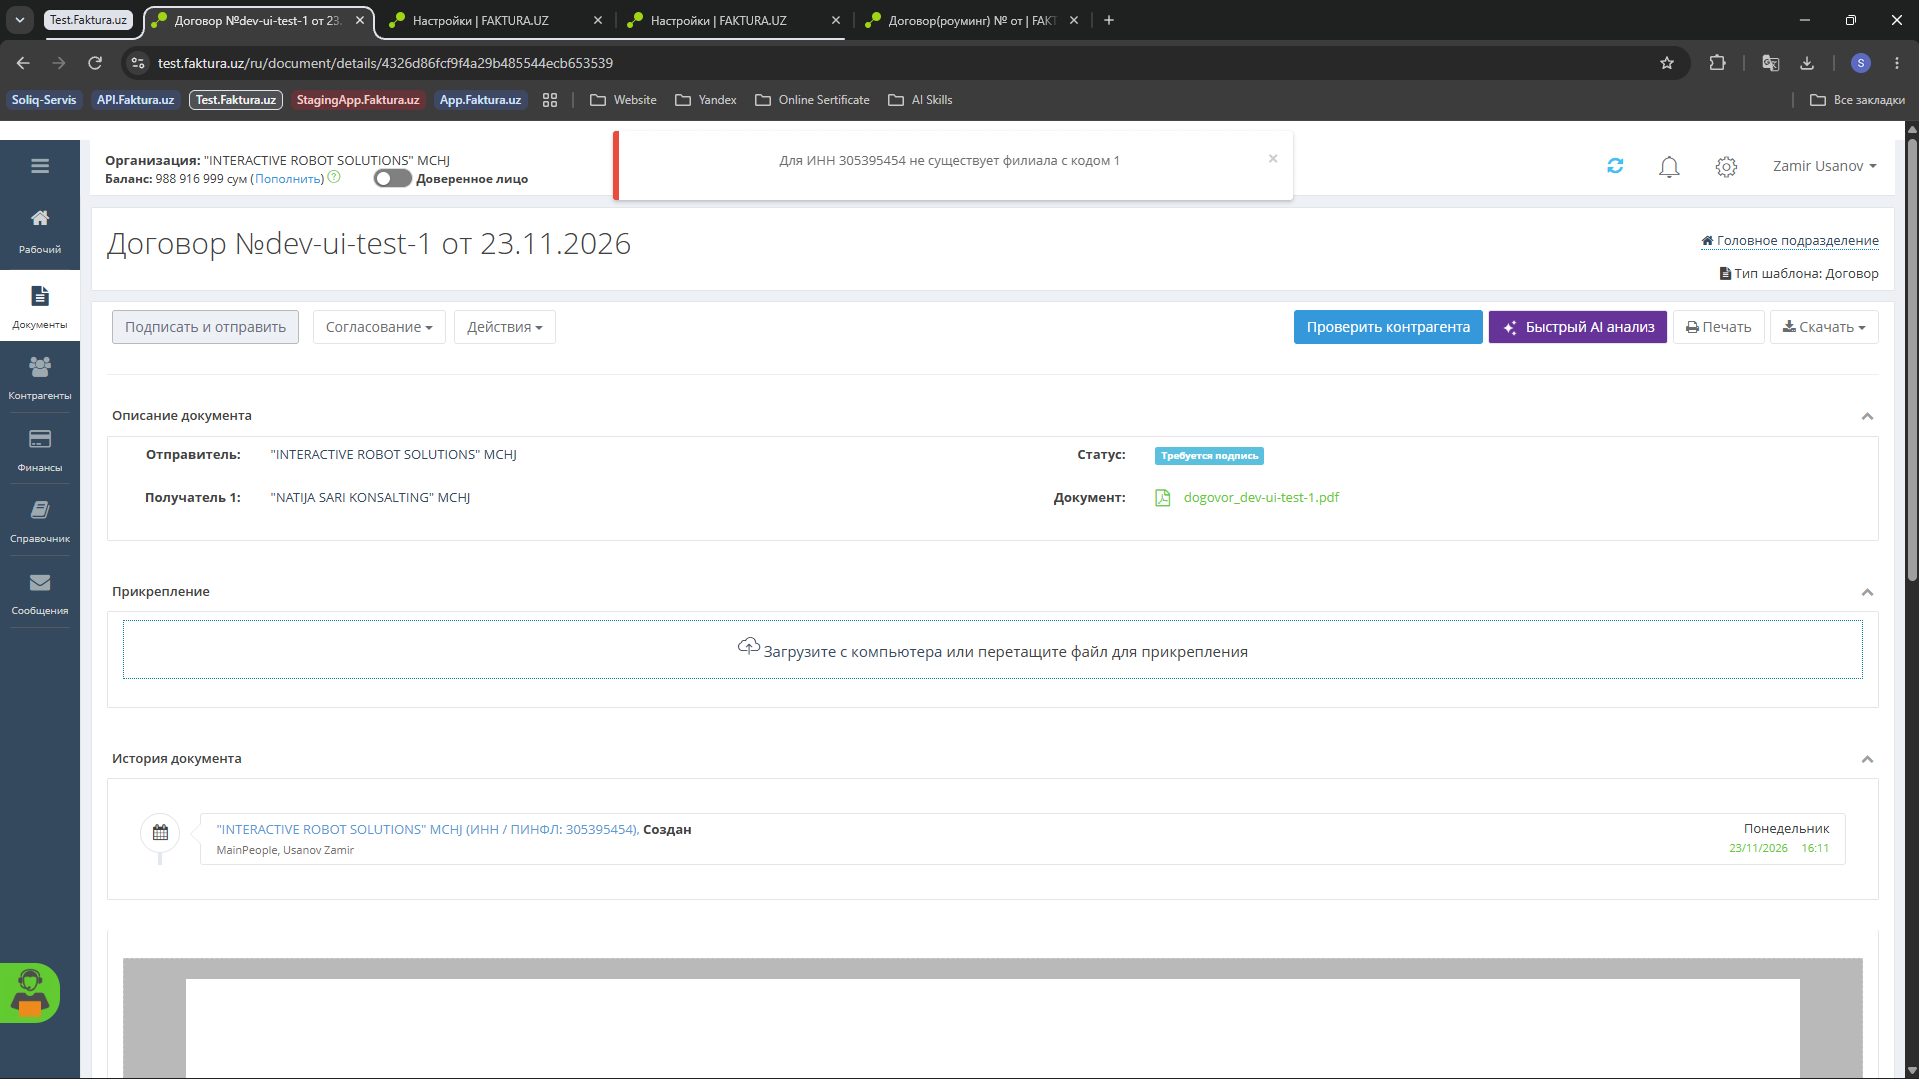 Test.Faktura.uz
Договор №dev-ui-test-1 от 23.
Настройки | FAKTURA.UZ
Настройки | FAKTURA.UZ
Договор(роуминг) № от | FAKT
test.faktura.uz/ru/document/details/4326d86fcf9f4a29b485544ecb653539
S
Soliq-Servis
API.Faktura.uz
Test.Faktura.uz
StagingApp.Faktura.uz
App.Faktura.uz
Website
Yandex
Online Sertificate
AI Skills
Все закладки
Организация: "INTERACTIVE ROBOT SOLUTIONS" MCHJ
Баланс: 988 916 999 сум (Пополнить) ?
Доверенное лицо
Для ИНН 305395454 не существует филиала с кодом 1
Zamir Usanov
Рабочий
Документы
Контрагенты
Финансы
Справочник
Сообщения
Договор №dev-ui-test-1 от 23.11.2026
Головное подразделение
Тип шаблона: Договор
Подписать и отправить
Согласование
Действия
Проверить контрагента
Быстрый AI анализ
Печать
Скачать
Описание документа
Отправитель: "INTERACTIVE ROBOT SOLUTIONS" MCHJ
Статус: Требуется подпись
Получатель 1: "NATIJA SARI KONSALTING" MCHJ
Документ: dogovor_dev-ui-test-1.pdf
Прикрепление
Загрузите с компьютера или перетащите файл для прикрепления
История документа
"INTERACTIVE ROBOT SOLUTIONS" MCHJ (ИНН / ПИНФЛ: 305395454), Создан
MainPeople, Usanov Zamir
Понедельник
23/11/2026 16:11